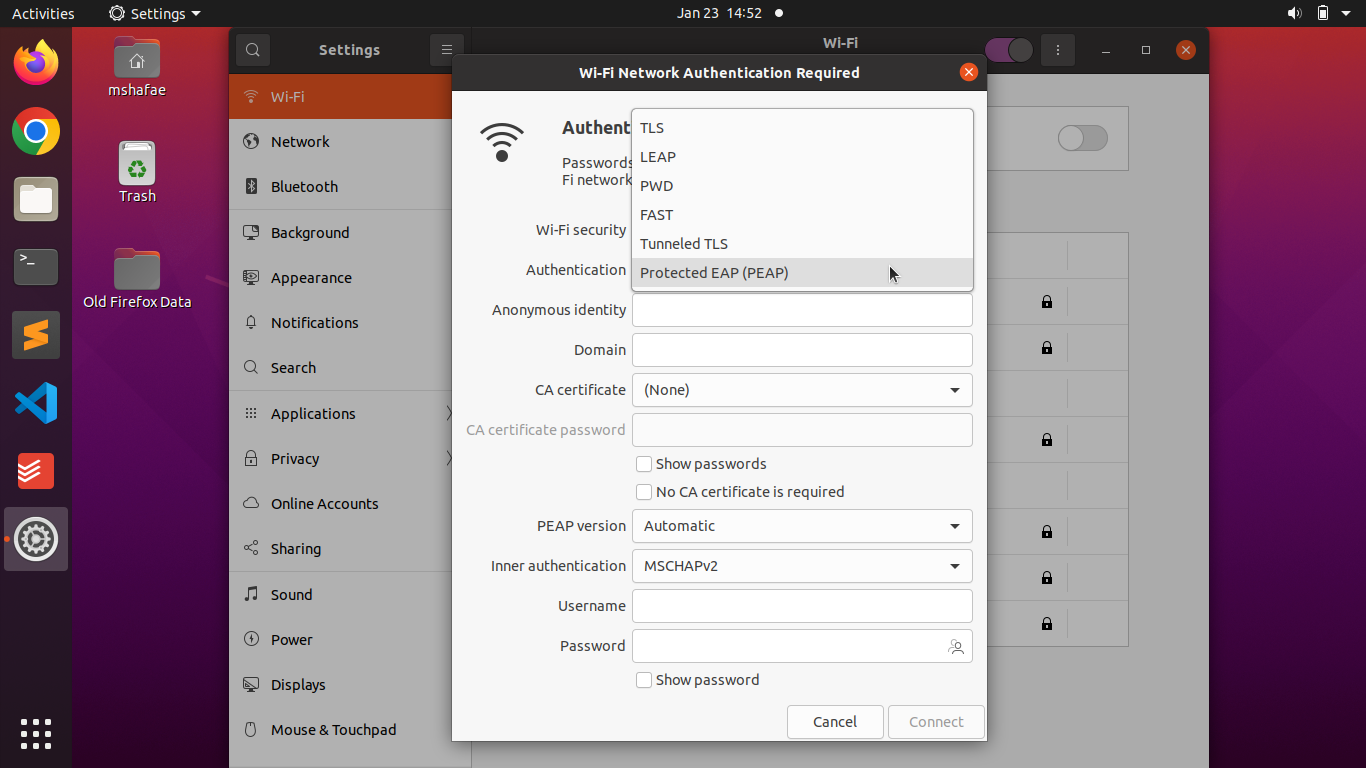 Activities
Settings
Jan 23 14:52
mshafae
Trash
Old Firefox Data
>_
Settings
Wi-Fi
Network
Bluetooth
Background
Appearance
Notifications
Search
Applications
Privacy
Online Accounts
Sharing
Sound
Power
Displays
Mouse & Touchpad
Wi-Fi
Wi-Fi Network Authentication Required
Authent
Passwords
Fi network
Wi-Fi security
Authentication
TLS
LEAP
PWD
FAST
Tunneled TLS
Protected EAP (PEAP)
Anonymous identity
Domain
CA certificate (None)
CA certificate password
Show passwords
No CA certificate is required
PEAP version Automatic
Inner authentication MSCHAPv2
Username
Password
Show password
Cancel Connect